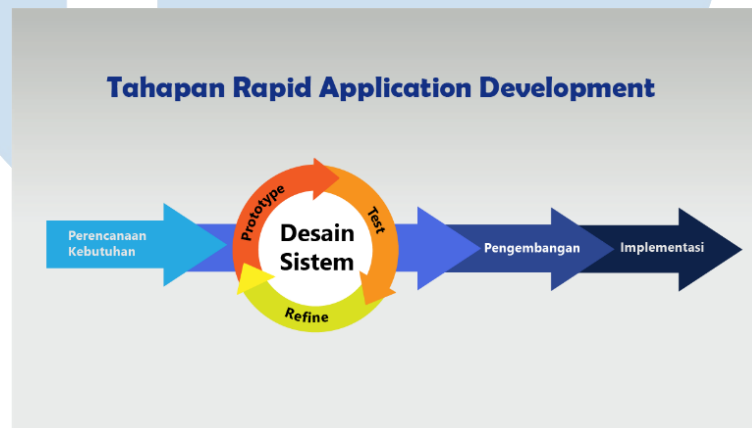 Tahapan Rapid Application Development
Perencanaan
Kebutuhan
Prototype
Test
Desain
Sistem
Refine
Pengembangan
Implementasi